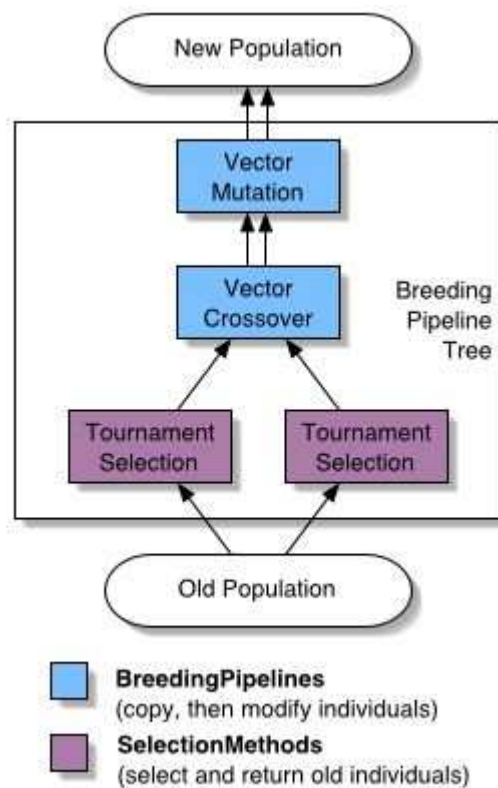 New Population
Vector
Mutation
Vector
Crossover
Breeding
Pipeline
Tree
Tournament
Selection
Tournament
Selection
Old Population
BreedingPipelines
(copy, then modify individuals)
SelectionMethods
(select and return old individuals)